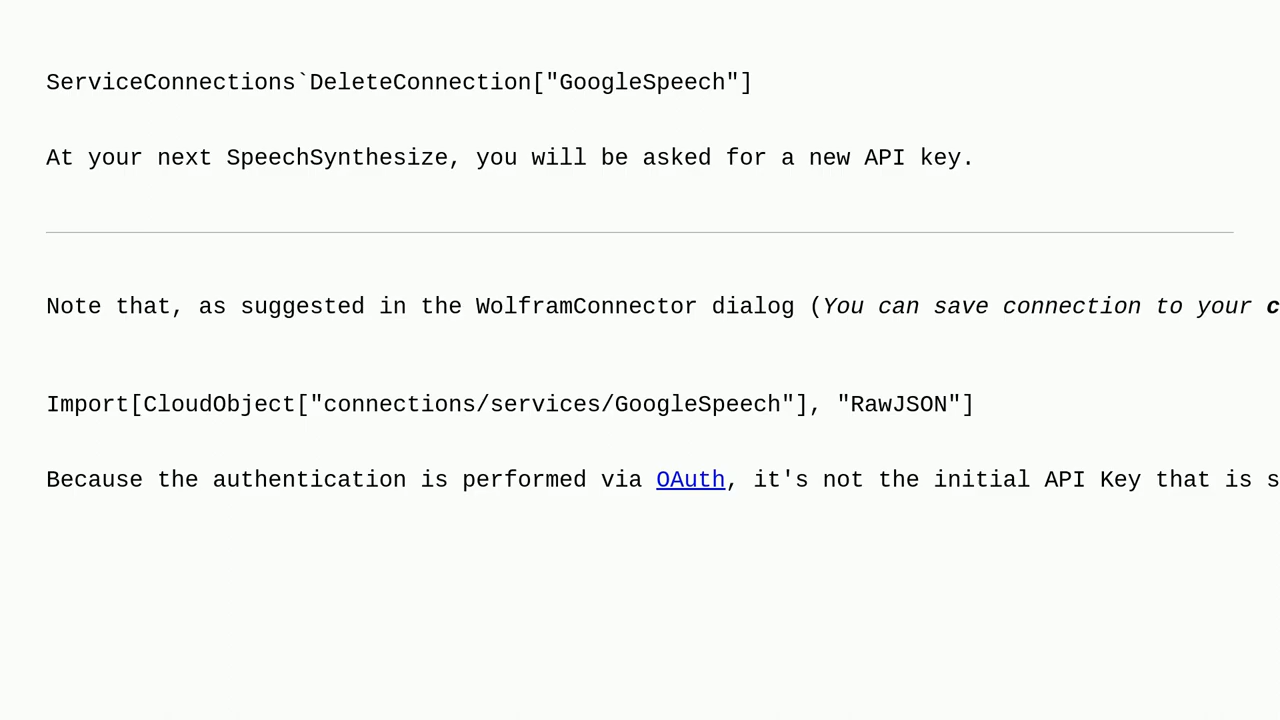 ServiceConnections`DeleteConnection["GoogleSpeech"]
At your next SpeechSynthesize, you will be asked for a new API key.
Note that, as suggested in the WolframConnector dialog (You can save connection to your
Import[CloudObject["connections/services/GoogleSpeech"], "RawJSON"]
Because the authentication is performed via OAuth, it's not the initial API Key that is